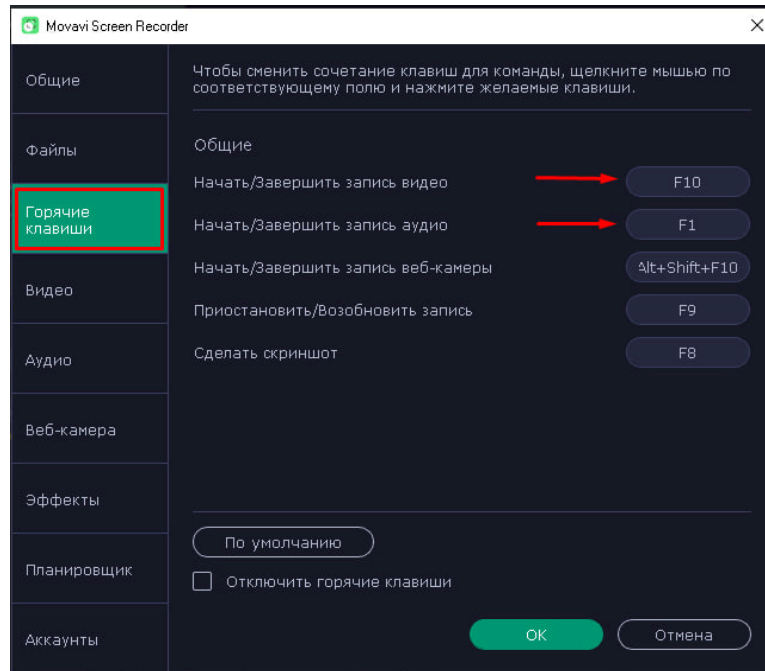 Movavi Screen Recorder
Общие
Файлы
Горячие
клавиши
Видео
Аудио
Веб-камера
Эффекты
Планировщик
Аккаунты
Чтобы сменить сочетание клавиш для команды, щелкните мышью по
соответствующему полю и нажмите желаемые клавиши.
Общие
Начать/Завершить запись видео F10
Начать/Завершить запись аудио F1
Начать/Завершить запись веб-камеры Alt+Shift+F10
Приостановить/Возобновить запись F9
Сделать скриншот F8
По умолчанию
Отключить горячие клавиши
OK Отмена